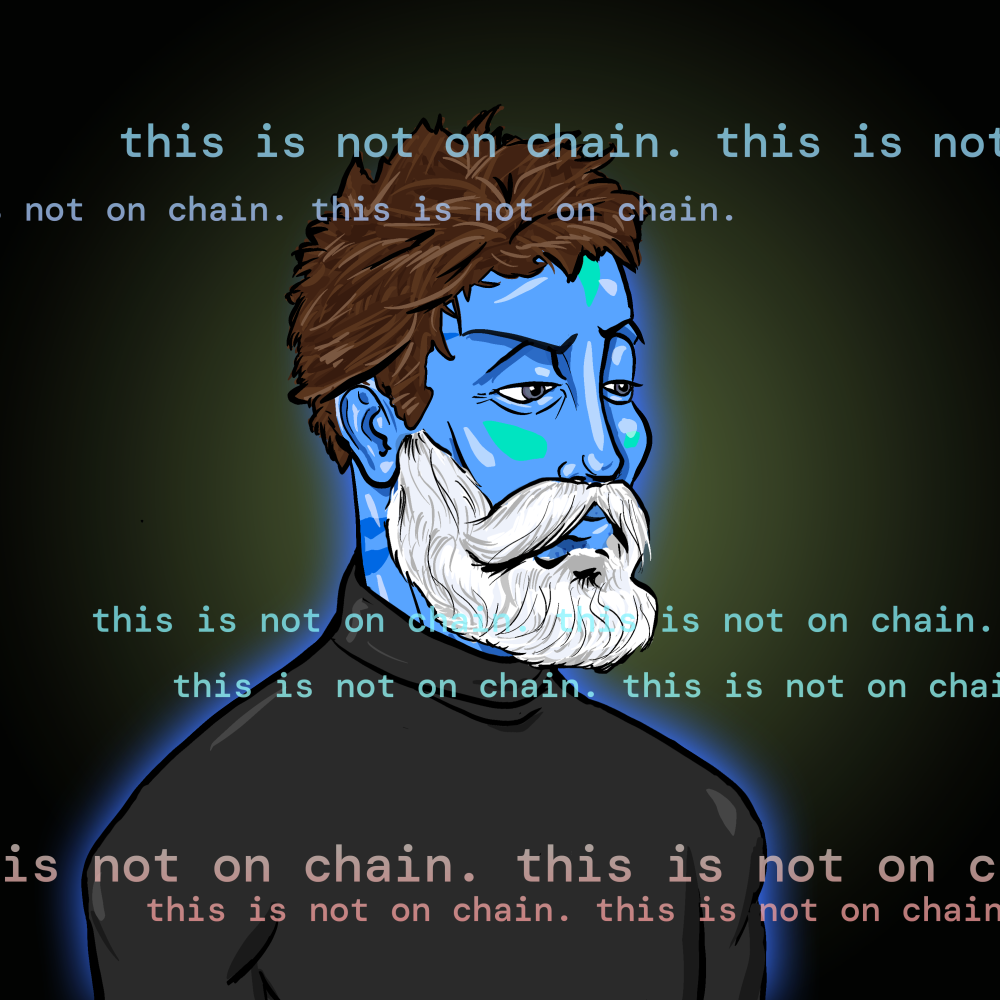 this is not on chain. this is not
not on chain. this is not on chain.
this is not on chain. this is not on chain.
this is not on chain. this is not on chai
is not on chain. this is not on c
this is not on chain. this is not on chain